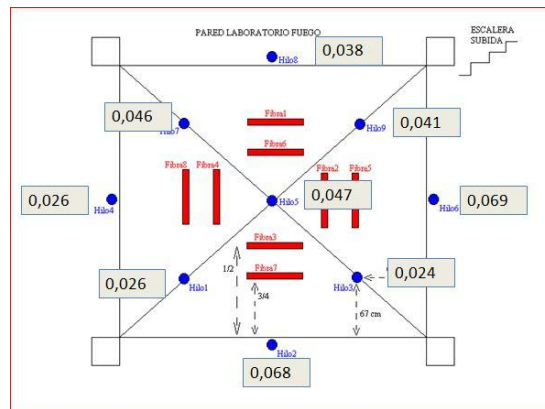 PARED LABORATORIO FUEGO
ESCALERA
SUBIDA
0,038
Hilo8
0,046
Hilo7
Fibra1
0,041
Hilo9
Fibra6
Fibra8
Fibra4
Fibra2
Fibra5
0,026
Hilo4
0,047
Hilo5
0,069
Hilo6
Fibra3
0,026
Hilo1
1/2
Fibra7
3/4
0,024
Hilo3
67 cm
Hilo2
0,068